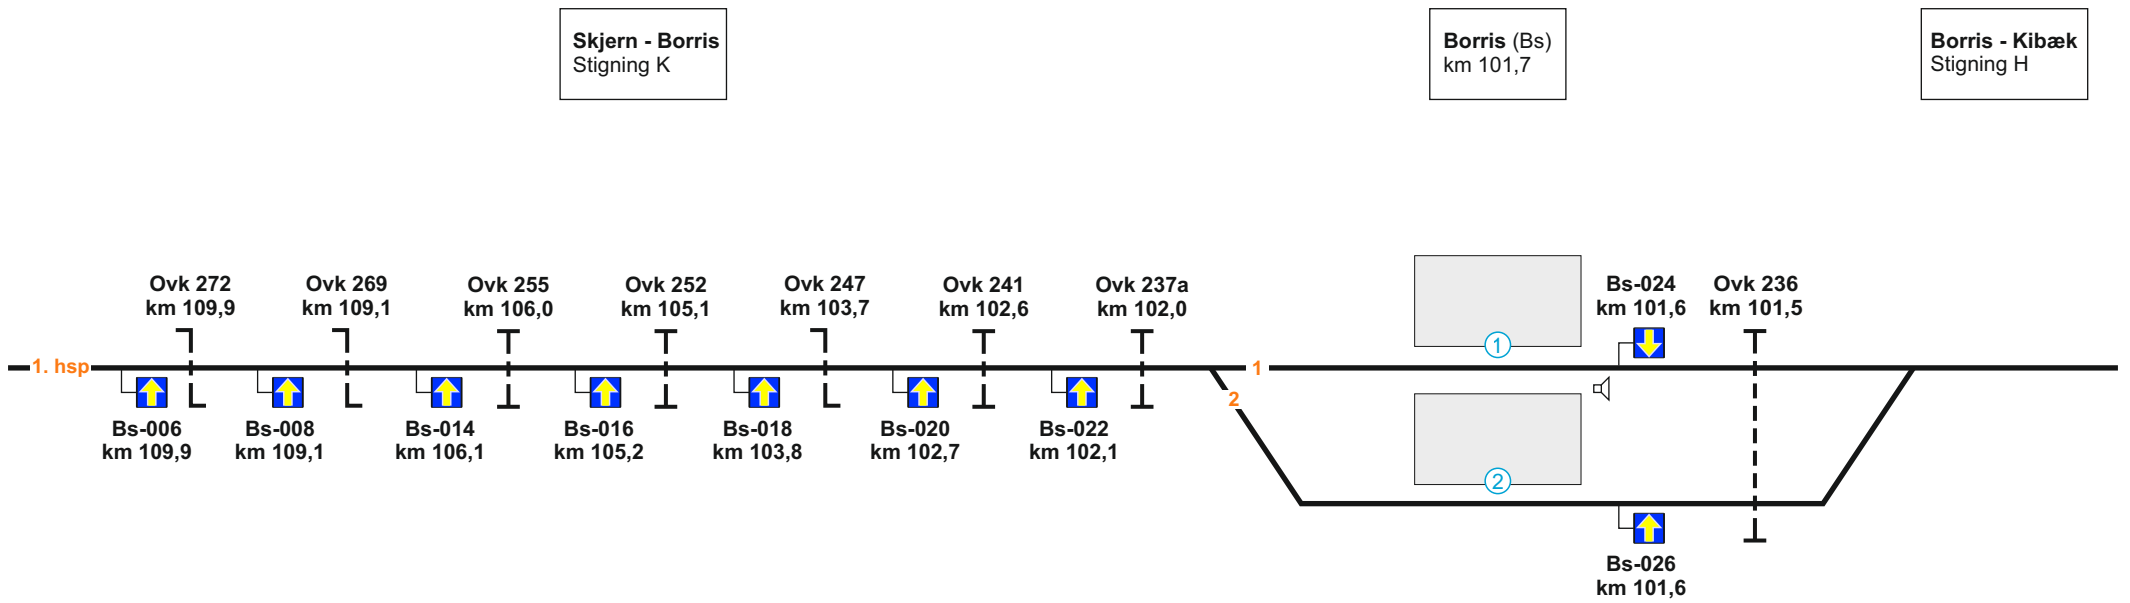 Skjern - Borris
Stigning K
Borris (Bs)
km 101,7
Borris - Kibæk
Stigning H
Ovk 272
km 109,9
Ovk 269
km 109,1
Ovk 255
km 106,0
Ovk 252
km 105,1
Ovk 247
km 103,7
Ovk 241
km 102,6
Ovk 237a
km 102,0
Bs-024
km 101,6
Ovk 236
km 101,5
1
1. hsp
1
2
2
Bs-006
km 109,9
Bs-008
km 109,1
Bs-014
km 106,1
Bs-016
km 105,2
Bs-018
km 103,8
Bs-020
km 102,7
Bs-022
km 102,1
Bs-026
km 101,6